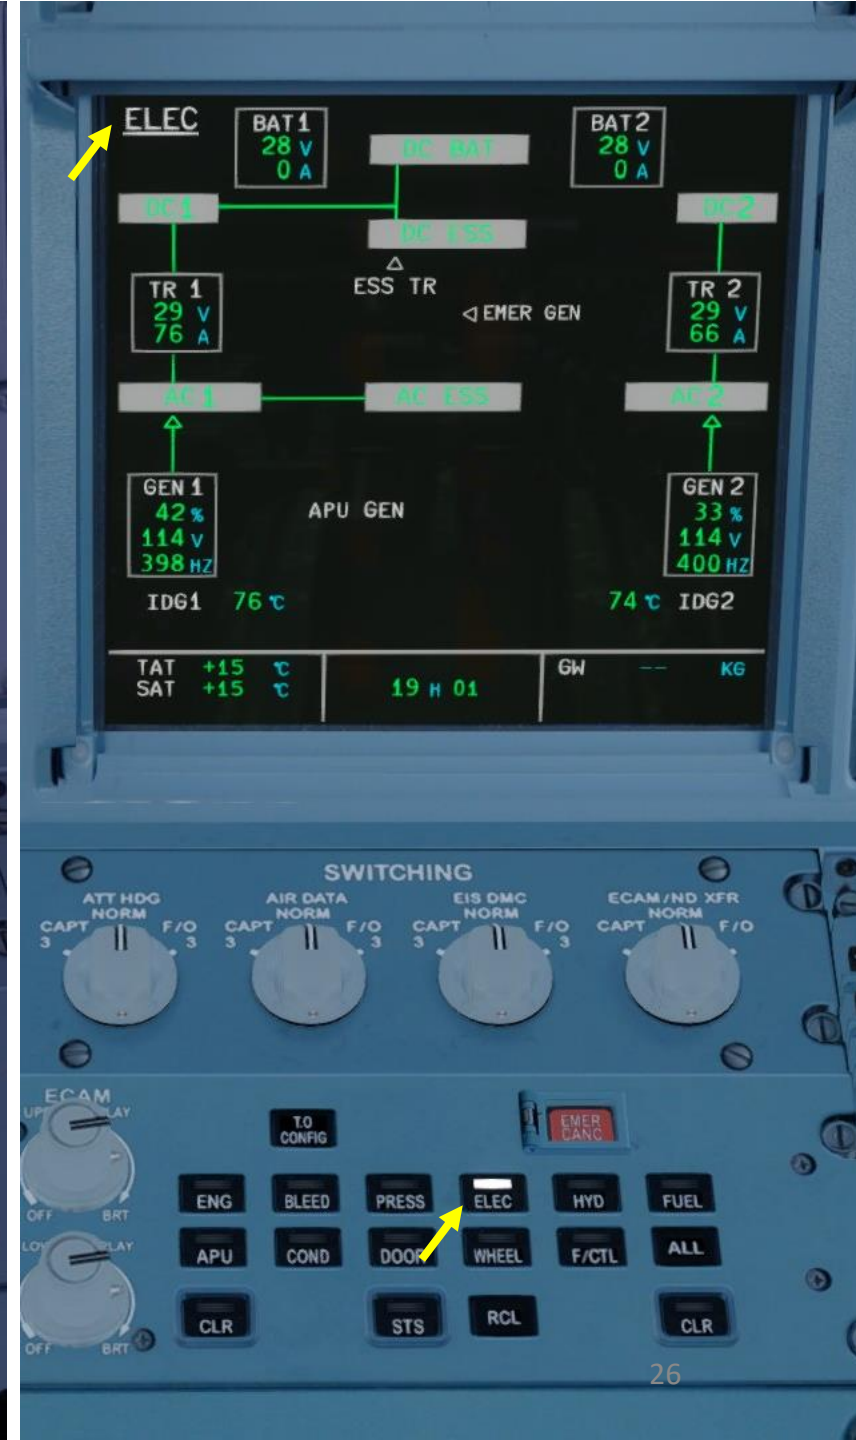 ELEC
BAT1
28 V
0 A
DC BAT
BAT2
28 V
0 A
DC1
DC ESS
DC2
ESS TR
EMER GEN
TR 1
29 V
76 A
TR 2
29 V
66 A
AC1
AC ESS
AC2
GEN 1
42 %
114 V
398 HZ
APU GEN
GEN 2
33 %
114 V
400 HZ
IDG1 76 °C
74 °C IDG2
TAT +15 °C
SAT +15 °C
19 H 01
GW -- KG
SWITCHING
ATT HDG
NORM
CAPT F/O
3 3
AIR DATA
NORM
CAPT F/O
3 3
EIS DMC
NORM
CAPT F/O
3 3
ECAM/ND XFR
NORM
CAPT F/O
ECAM
OFF BRT
T.O
CONFIG
EMER
CANC
ENG BLEED PRESS ELEC HYD FUEL
APU COND DOOR WHEEL F/CTL ALL
OFF BRT
CLR STS RCL CLR
26